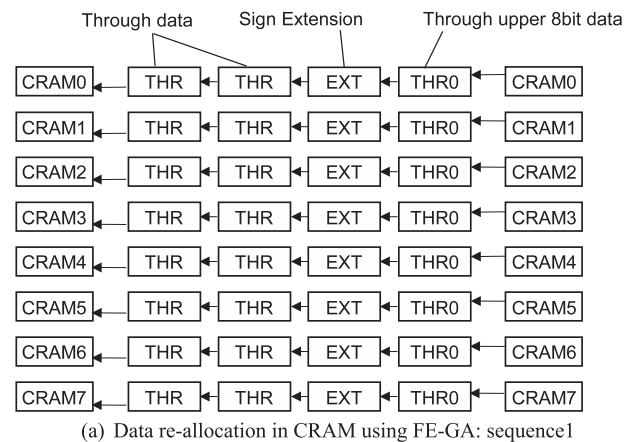 Through data Sign Extension Through upper 8bit data
CRAM0 THR THR EXT THR0 CRAM0
CRAM1 THR THR EXT THR0 CRAM1
CRAM2 THR THR EXT THR0 CRAM2
CRAM3 THR THR EXT THR0 CRAM3
CRAM4 THR THR EXT THR0 CRAM4
CRAM5 THR THR EXT THR0 CRAM5
CRAM6 THR THR EXT THR0 CRAM6
CRAM7 THR THR EXT THR0 CRAM7
(a) Data re-allocation in CRAM using FE-GA: sequence1